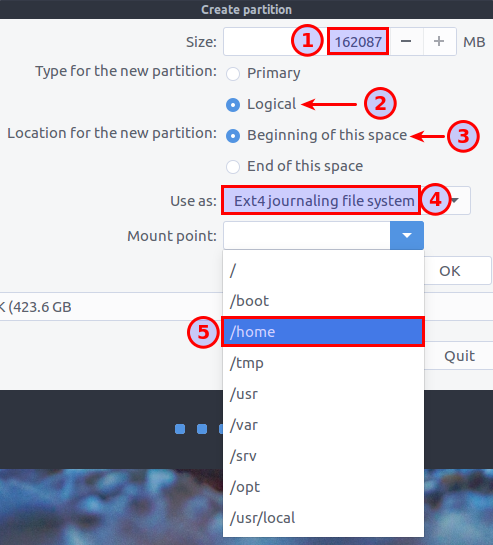 Create partition
Size: 1 162087 − + MB
Type for the new partition: Primary
Logical 2
Location for the new partition: Beginning of this space 3
End of this space
Use as: Ext4 journaling file system 4
Mount point:
/
OK
/boot
K (423.6 GB
5 /home
/tmp
Quit
/usr
/var
/srv
/opt
/usr/local